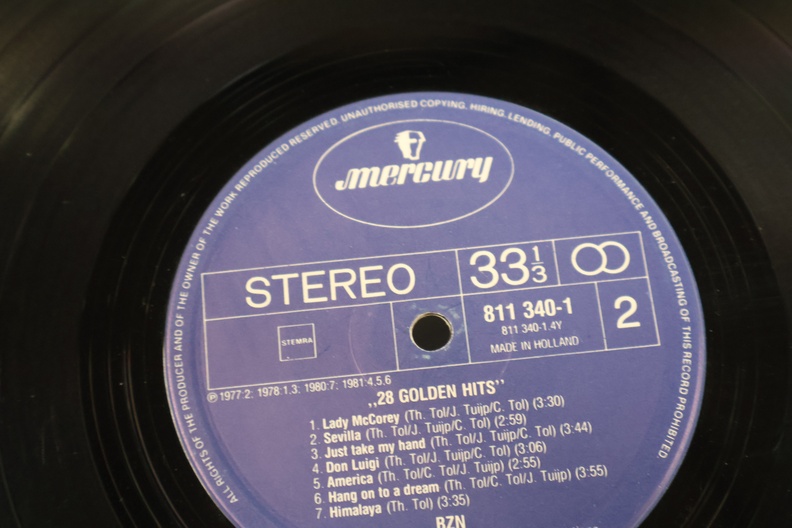 ALL RIGHTS OF THE PRODUCER AND OF THE OWNER OF THE WORK REPRODUCED RESERVED. UNAUTHORISED COPYING, HIRING, LENDING, PUBLIC PERFORMANCE AND BROADCASTING OF THIS RECORD PROHIBITED.
mercury
STEREO
33 1/3
STEMRA
811 340-1
811 340-1.4Y
MADE IN HOLLAND
2
℗ 1977:2; 1978:1.3; 1980:7; 1981:4.5.6
„28 GOLDEN HITS”
1. Lady McCorey (Th. Tol/J. Tuijp/C. Tol) (3:30)
2. Sevilla (Th. Tol/J. Tuijp/C. Tol) (2:59)
3. Just take my hand (Th. Tol/J. Tuijp/C. Tol) (3:44)
4. Don Luigi (Th. Tol/J. Tuijp/C. Tol) (3:06)
5. America (Th. Tol/C. Tol/J. Tuijp) (2:55)
6. Hang on to a dream (Th. Tol/C. Tol/J. Tuijp) (3:55)
7. Himalaya (Th. Tol) (3:35)
BZN